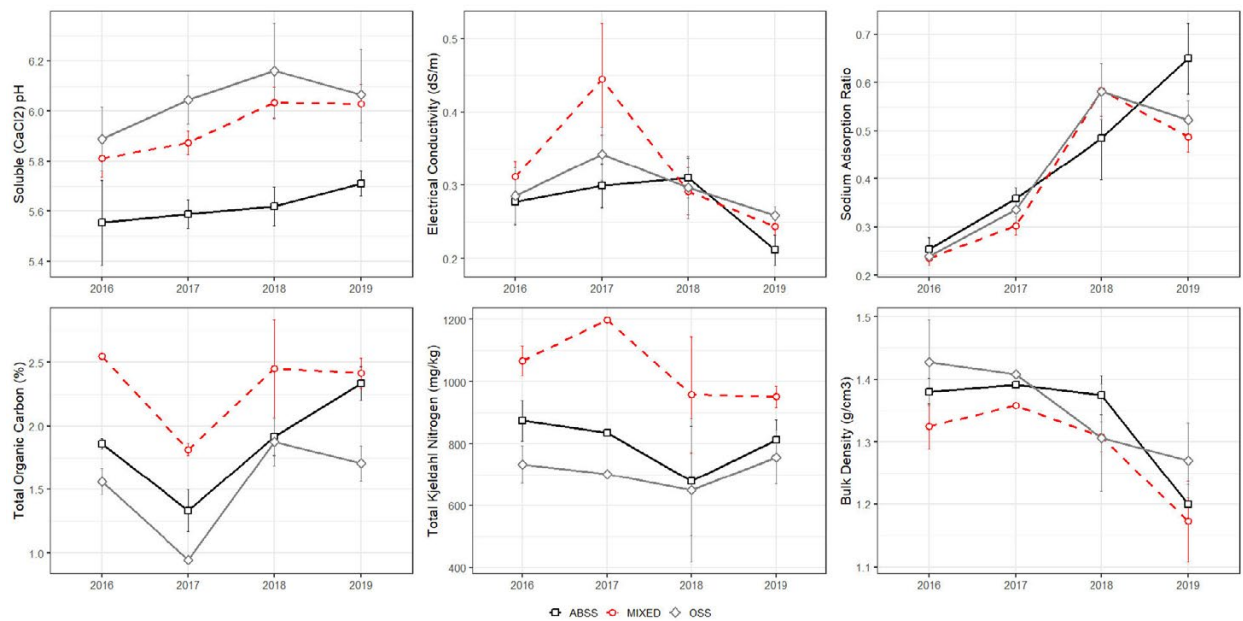 Soluble (CaCl2) pH
6.2
6.0
5.8
5.6
5.4
2016 2017 2018 2019
Electrical Conductivity (dS/m)
0.5
0.4
0.3
0.2
2016 2017 2018 2019
Sodium Adsorption Ratio
0.7
0.6
0.5
0.4
0.3
0.2
2016 2017 2018 2019
Total Organic Carbon (%)
2.5
2.0
1.5
1.0
2016 2017 2018 2019
Total Kjeldahl Nitrogen (mg/kg)
1200
1000
800
600
400
2016 2017 2018 2019
Bulk Density (g/cm3)
1.5
1.4
1.3
1.2
1.1
2016 2017 2018 2019
ABSS MIXED OSS